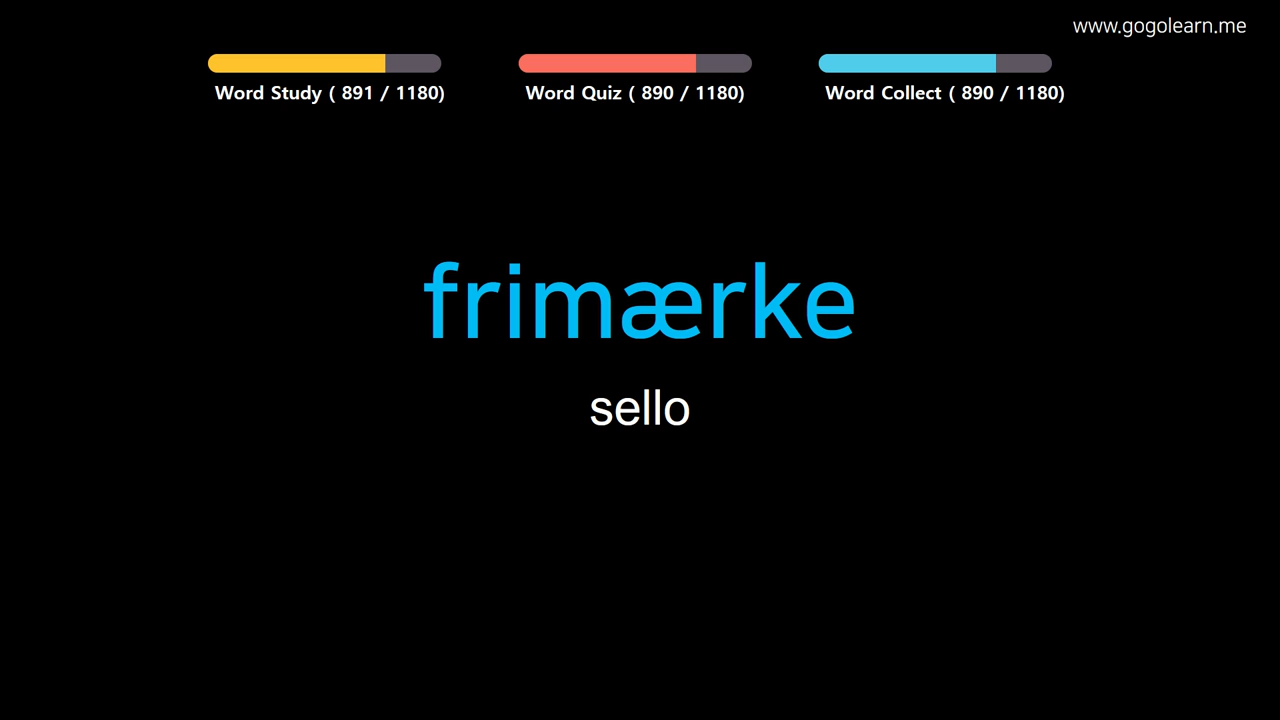 www.gogolearn.me
Word Study ( 891 / 1180)
Word Quiz ( 890 / 1180)
Word Collect ( 890 / 1180)
frimærke
sello